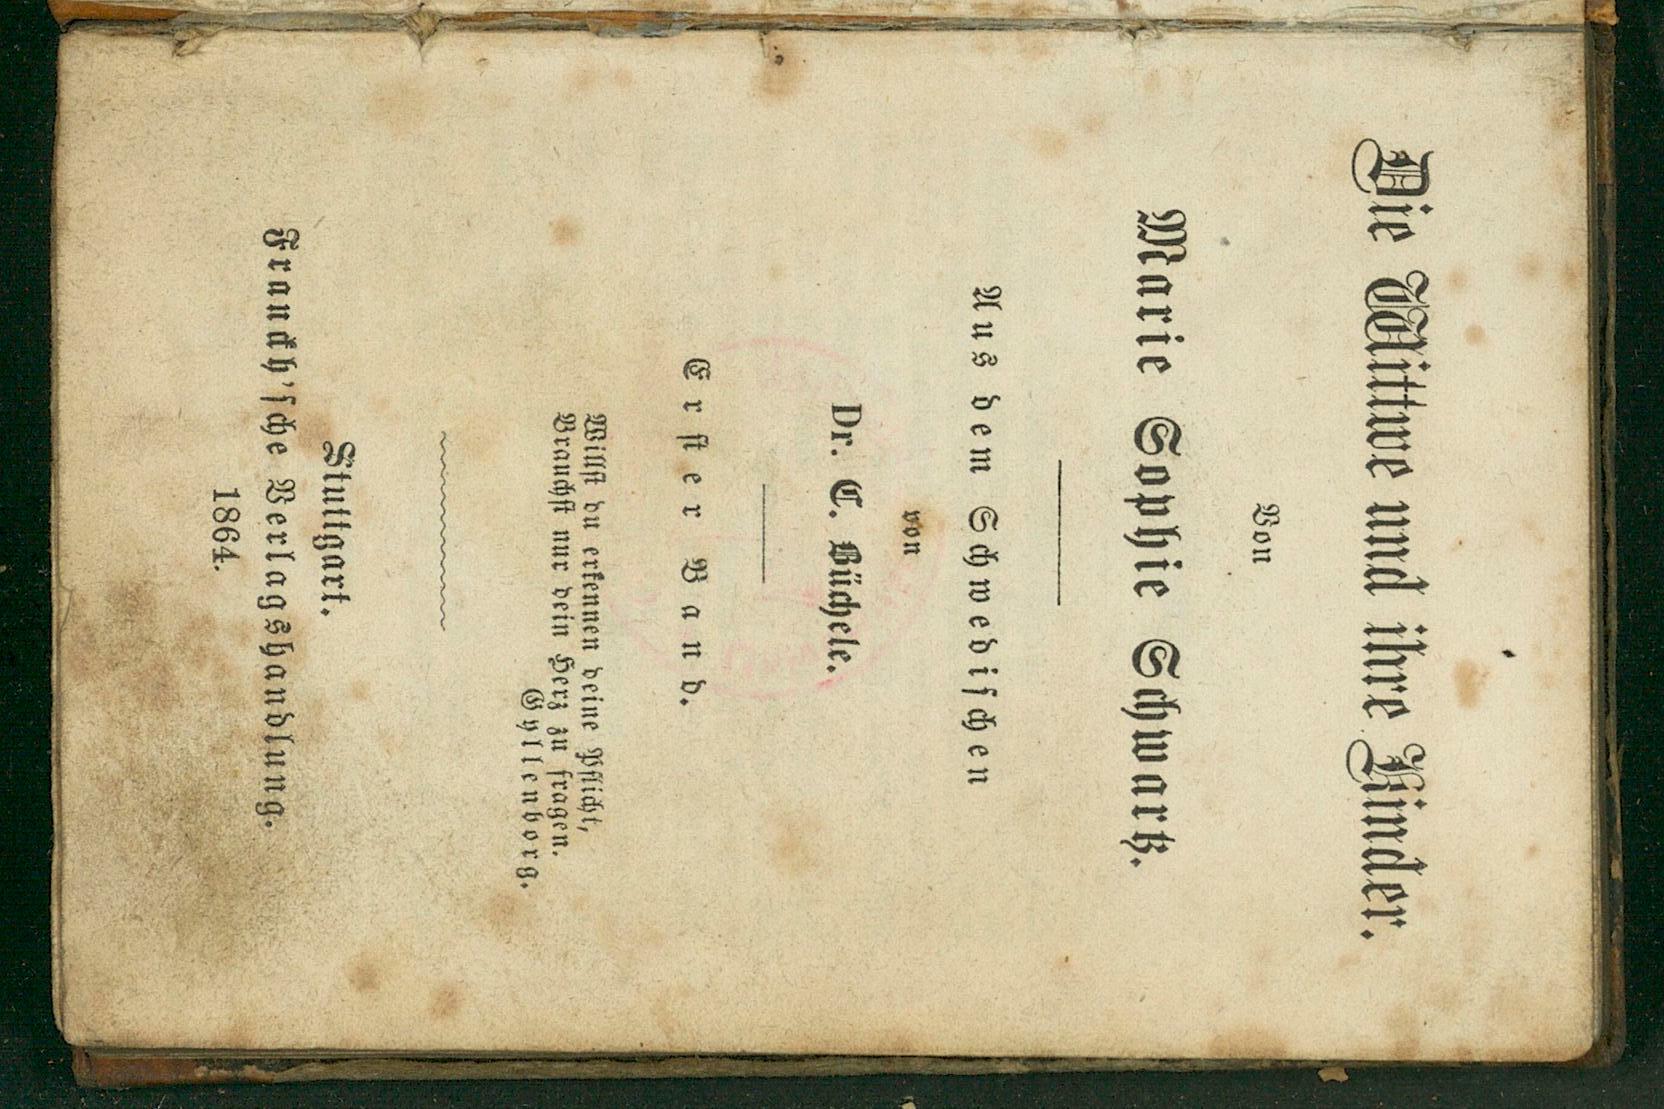 Die Wittwe und ihre Kinder.
Von
Marie Sophie Schwartz.
Aus dem Schwedischen
von
Dr. C. Büchele.
Erster Band.
Willst du erkennen deine Pflicht,
Brauchst nur dein Herz zu fragen.
Gyllenborg.
Stuttgart.
Franckh'sche Verlagshandlung.
1864.